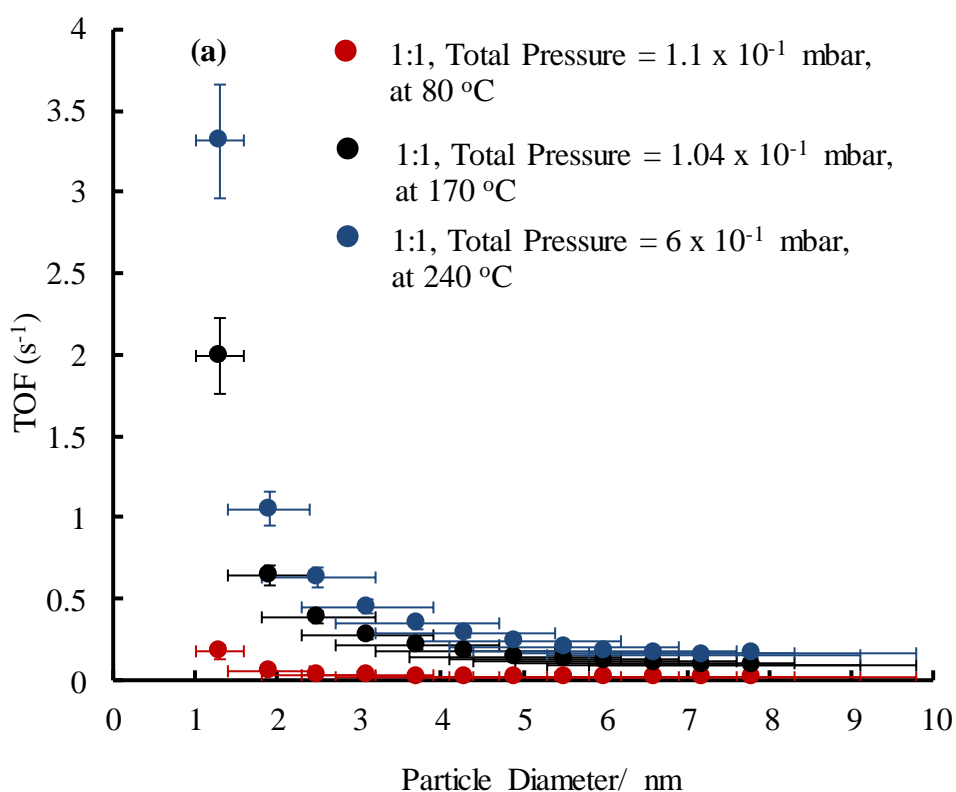 4
(a)
1:1, Total Pressure = 1.1 x 10⁻¹ mbar,
at 80 ᵒC
3.5
1:1, Total Pressure = 1.04 x 10⁻¹ mbar,
at 170 ᵒC
3
1:1, Total Pressure = 6 x 10⁻¹ mbar,
at 240 ᵒC
2.5
2
1.5
1
0.5
0
TOF (s⁻¹)
0 1 2 3 4 5 6 7 8 9 10
Particle Diameter/ nm